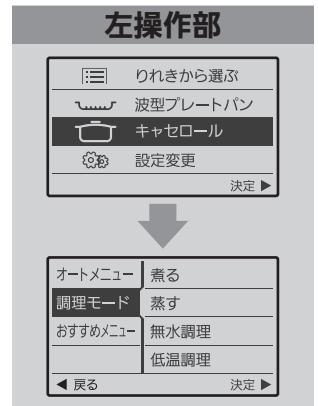 左操作部
りれきから選ぶ
波型プレートパン
キャセロール
設定変更
決定 ▶
オートメニュー 煮る
調理モード 蒸す
おすすめメニュー 無水調理
低温調理
◀ 戻る 決定 ▶